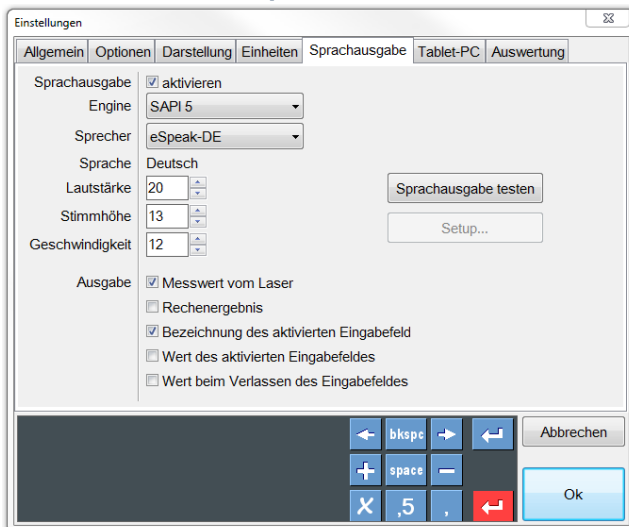 Einstellungen
Allgemein Optionen Darstellung Einheiten Sprachausgabe Tablet-PC Auswertung
Sprachausgabe aktivieren
Engine SAPI 5
Sprecher eSpeak-DE
Sprache Deutsch
Lautstärke 20 Sprachausgabe testen
Stimmhöhe 13 Setup...
Geschwindigkeit 12
Ausgabe Messwert vom Laser
Rechenergebnis
Bezeichnung des aktivierten Eingabefeld
Wert des aktivierten Eingabefeldes
Wert beim Verlassen des Eingabefeldes
bkspc Abbrechen
+ space −
X ,5 , Ok